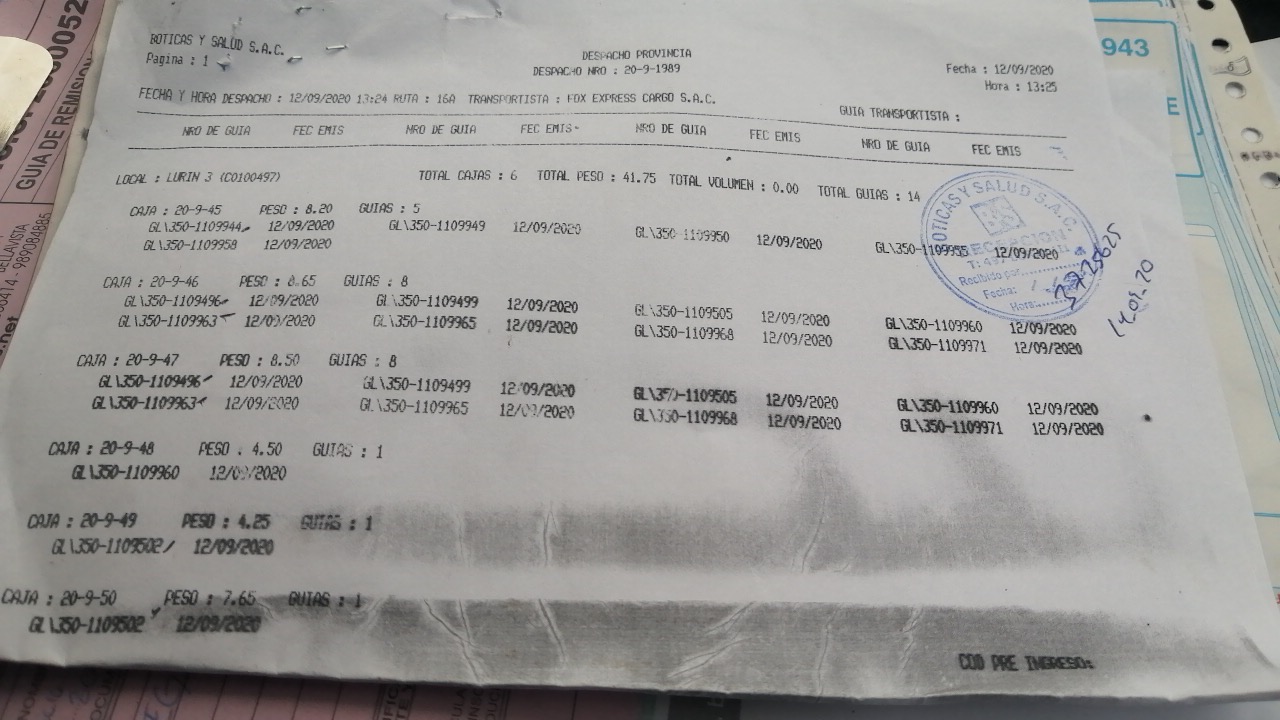 BOTICAS Y SALUD S.A.C.
Pagina : 1
DESPACHO PROVINCIA
DESPACHO NRO : 20-9-1989
Fecha : 12/09/2020
Hora : 13:25
FECHA Y HORA DESPACHO : 12/09/2020 13:24 RUTA : 16A TRANSPORTISTA : FOX EXPRESS CARGO S.A.C.
GUIA TRANSPORTISTA :
NRO DE GUIA FEC EMIS NRO DE GUIA FEC EMIS NRO DE GUIA FEC EMIS NRO DE GUIA FEC EMIS
LOCAL : LURIN 3 (C0100497) TOTAL CAJAS : 6 TOTAL PESO : 41.75 TOTAL VOLUMEN : 0.00 TOTAL GUIAS : 14
CAJA : 20-9-45 PESO : 8.20 GUIAS : 5
GL\350-1109944 12/09/2020 GL\350-1109949 12/09/2020 GL\350-1109950 12/09/2020 GL\350-1109955 12/09/2020
GL\350-1109958 12/09/2020
CAJA : 20-9-46 PESO : 8.65 GUIAS : 8
GL\350-1109496 12/09/2020 GL\350-1109499 12/09/2020 GL\350-1109505 12/09/2020 GL\350-1109960 12/09/2020
GL\350-1109963 12/09/2020 GL\350-1109965 12/09/2020 GL\350-1109968 12/09/2020 GL\350-1109971 12/09/2020
CAJA : 20-9-47 PESO : 8.50 GUIAS : 8
GL\350-1109496 12/09/2020 GL\350-1109499 12/09/2020 GL\350-1109505 12/09/2020 GL\350-1109960 12/09/2020
GL\350-1109963 12/09/2020 GL\350-1109965 12/09/2020 GL\350-1109968 12/09/2020 GL\350-1109971 12/09/2020
CAJA : 20-9-48 PESO : 4.50 GUIAS : 1
GL\350-1109960 12/09/2020
CAJA : 20-9-49 PESO : 4.25 GUIAS : 1
GL\350-1109502 12/09/2020
CAJA : 20-9-50 PESO : 7.65 GUIAS : 1
GL\350-1109502 12/09/2020
COD PRE INGRESO:
BOTICAS Y SALUD S.A.C.
RECEPCION
Recibido por
Fecha:
Hora:
14.09.20
GUIA DE REMISION
943